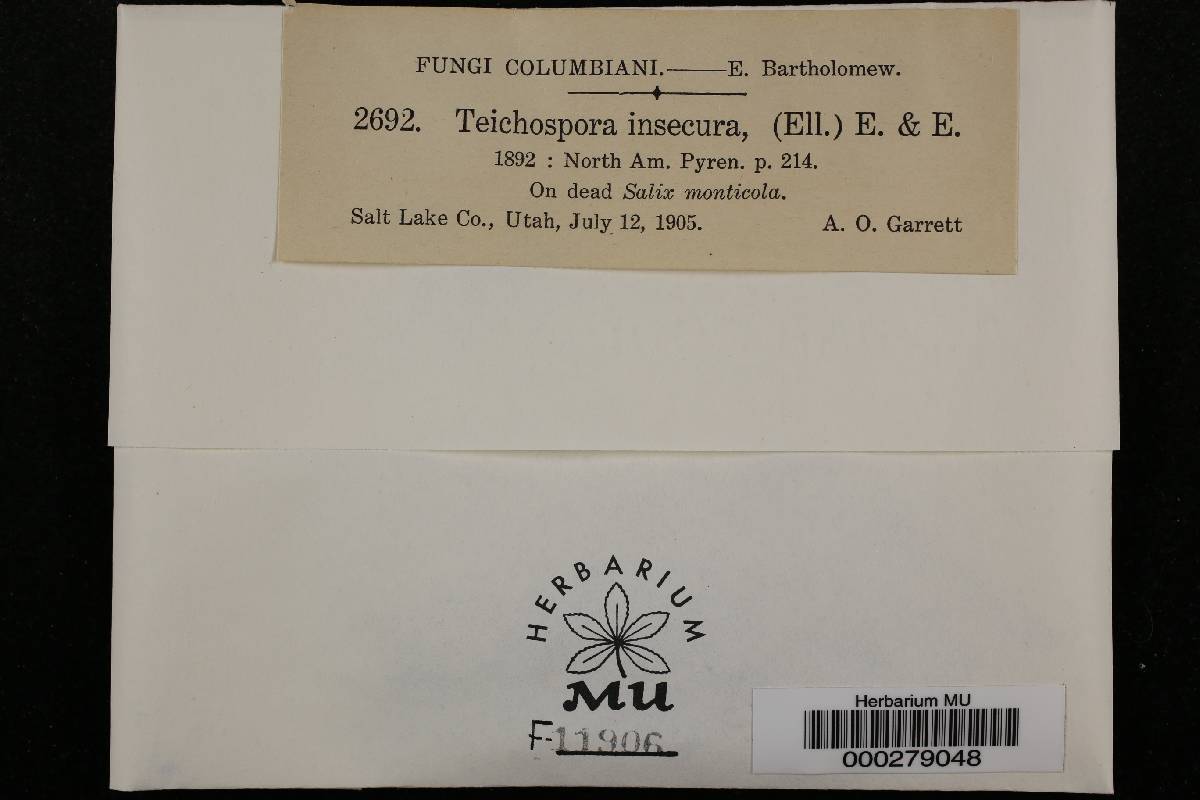 FUNGI COLUMBIANI.——E. Bartholomew.
2692. Teichospora insecura, (Ell.) E. & E.
1892 : North Am. Pyren. p. 214.
On dead Salix monticola.
Salt Lake Co., Utah, July 12, 1905. A. O. Garrett
HERBARIUM
MU
F-11906
Herbarium MU
000279048